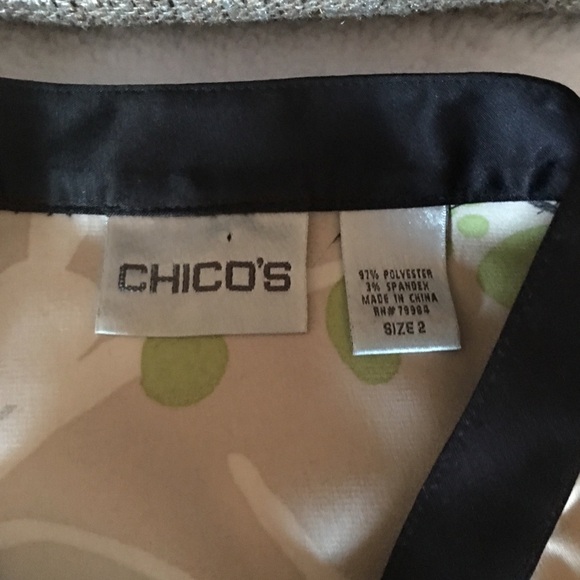 CHICO'S
97% POLYESTER
3% SPANDEX
MADE IN CHINA
RN# 79984
SIZE 2